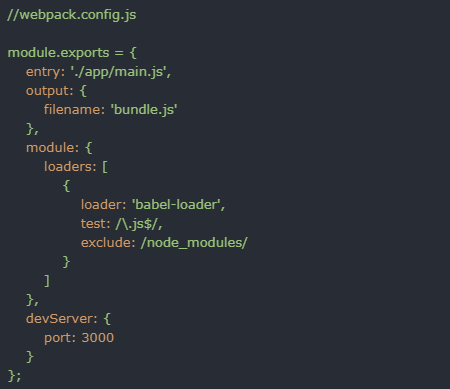 //webpack.config.js

module.exports = {
  entry: './app/main.js',
  output: {
    filename: 'bundle.js'
  },
  module: {
    loaders: [
      {
        loader: 'babel-loader',
        test: /\.js$/,
        exclude: /node_modules/
      }
    ]
  },
  devServer: {
    port: 3000
  }
};